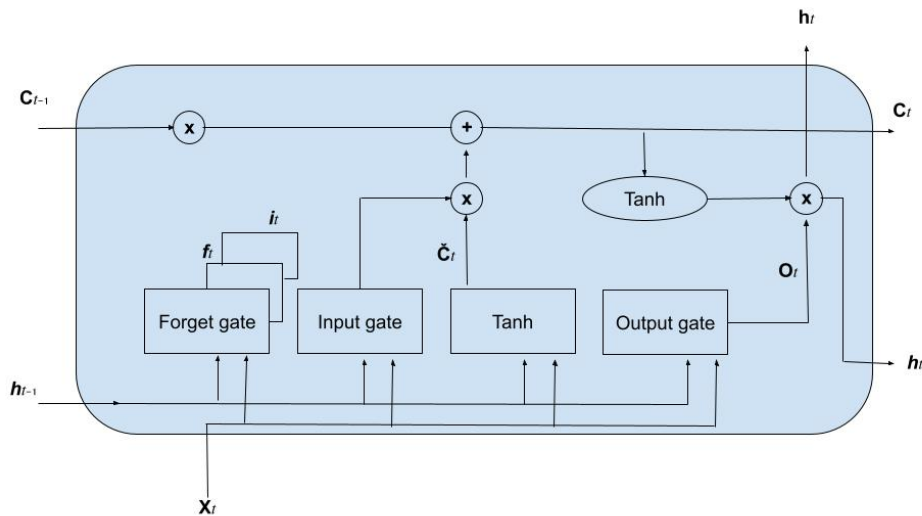 hₜ
Cₜ₋₁
Cₜ
x
+
Tanh
x
x
iₜ
fₜ
Čₜ
Oₜ
Forget gate
Input gate
Tanh
Output gate
hₜ₋₁
hₜ
Xₜ